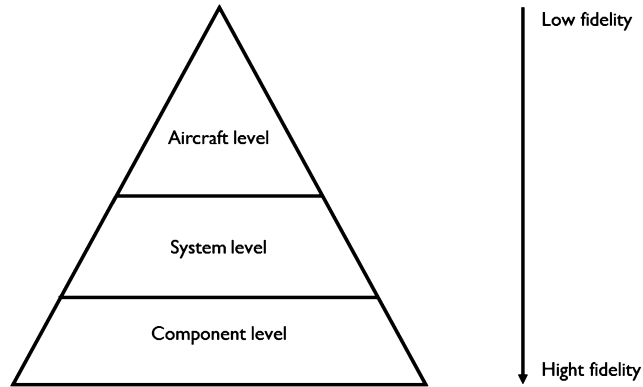 Low fidelity
Aircraft level
System level
Component level
Hight fidelity